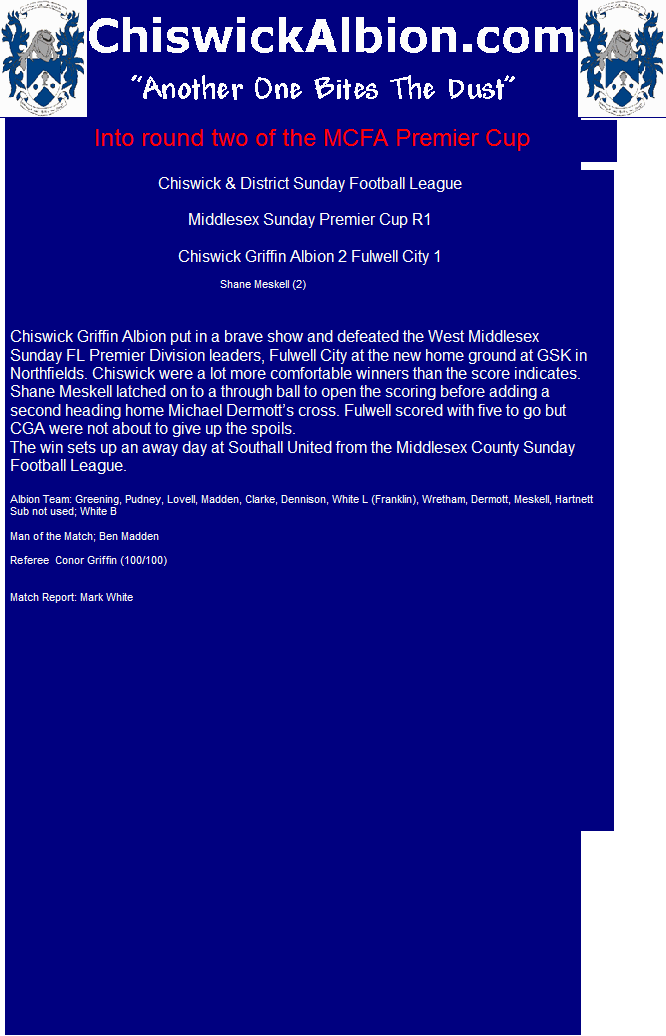 ChiswickAlbion.com
"Another One Bites The Dust"
Into round two of the MCFA Premier Cup
Chiswick & District Sunday Football League
Middlesex Sunday Premier Cup R1
Chiswick Griffin Albion 2 Fulwell City 1
Shane Meskell (2)
Chiswick Griffin Albion put in a brave show and defeated the West Middlesex
Sunday FL Premier Division leaders, Fulwell City at the new home ground at GSK in
Northfields. Chiswick were a lot more comfortable winners than the score indicates.
Shane Meskell latched on to a through ball to open the scoring before adding a
second heading home Michael Dermott’s cross. Fulwell scored with five to go but
CGA were not about to give up the spoils.
The win sets up an away day at Southall United from the Middlesex County Sunday
Football League.
Albion Team: Greening, Pudney, Lovell, Madden, Clarke, Dennison, White L (Franklin), Wretham, Dermott, Meskell, Hartnett
Sub not used; White B
Man of the Match; Ben Madden
Referee  Conor Griffin (100/100)
Match Report: Mark White